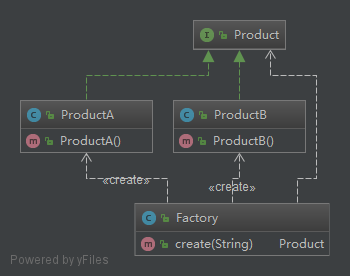 I Product
C ProductA
m ProductA()
C ProductB
m ProductB()
«create»
«create»
C Factory
m create(String) Product
Powered by yFiles